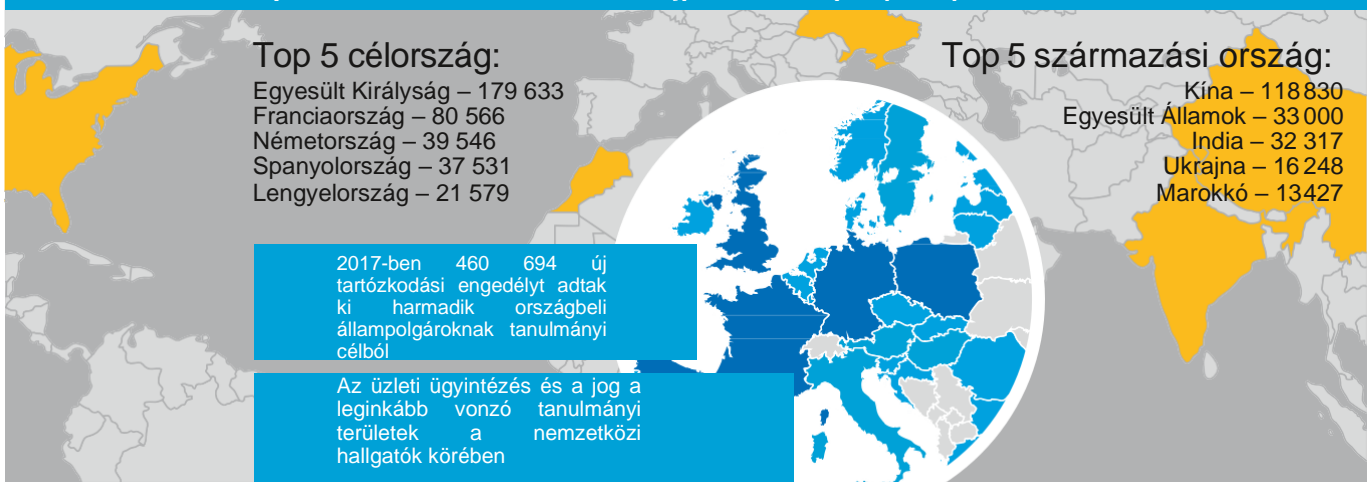 Top 5 célország:
Egyesült Királyság – 179 633
Franciaország – 80 566
Németország – 39 546
Spanyolország – 37 531
Lengyelország – 21 579
Top 5 származási ország:
Kína – 118 830
Egyesült Államok – 33 000
India – 32 317
Ukrajna – 16 248
Marokkó – 13427
2017-ben 460 694 új
tartózkodási engedélyt adtak
ki harmadik országbeli
állampolgároknak tanulmányi
célból
Az üzleti ügyintézés és a jog a
leginkább vonzó tanulmányi
területek a nemzetközi
hallgatók körében